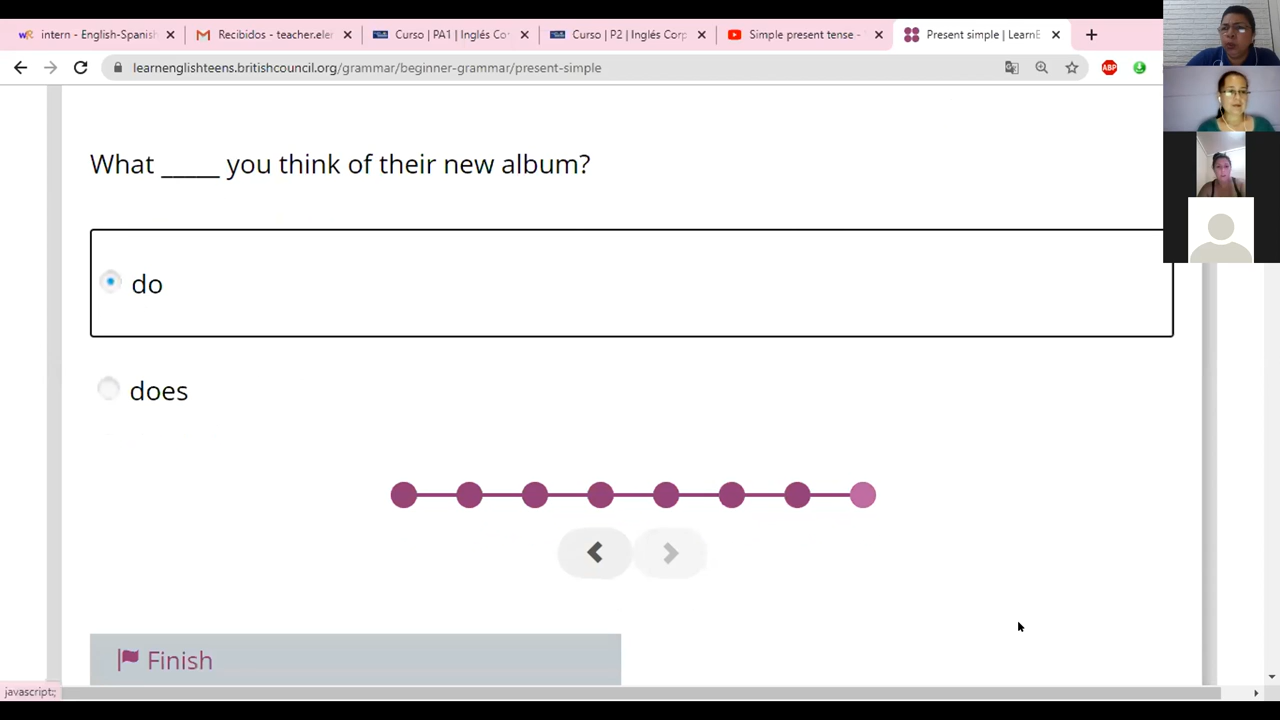 intern - English-Spanish
Recibidos - teacher.eler
Curso | PA1 | Inglés Co
Curso | P2 | Inglés Corp
Simple present tense -
Present simple | LearnE
learnenglishteens.britishcouncil.org/grammar/beginner-grammar/present-simple
ABP
What _____ you think of their new album?
do
does
Finish
javascript:;